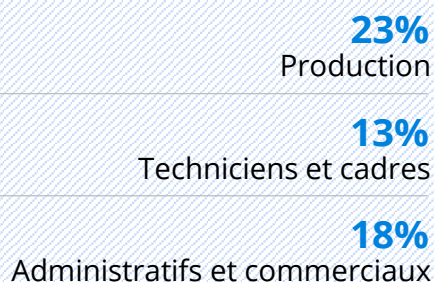 23%
Production
13%
Techniciens et cadres
18%
Administratifs et commerciaux